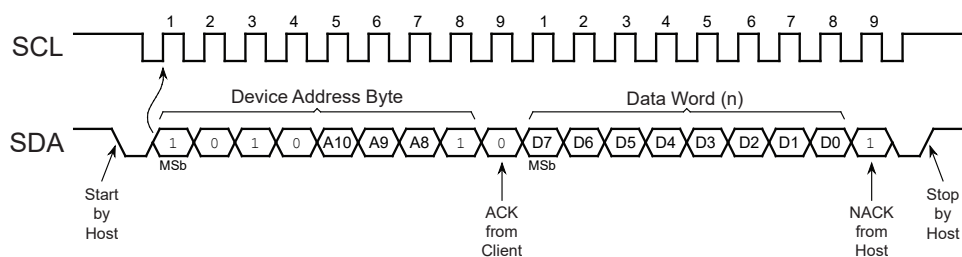 1 2 3 4 5 6 7 8 9 1 2 3 4 5 6 7 8 9
SCL
Device Address Byte Data Word (n)
SDA 1 0 1 0 A10 A9 A8 1 0 D7 D6 D5 D4 D3 D2 D1 D0 1
MSb MSb
Start
by
Host
ACK
from
Client
NACK
from
Host
Stop
by
Host